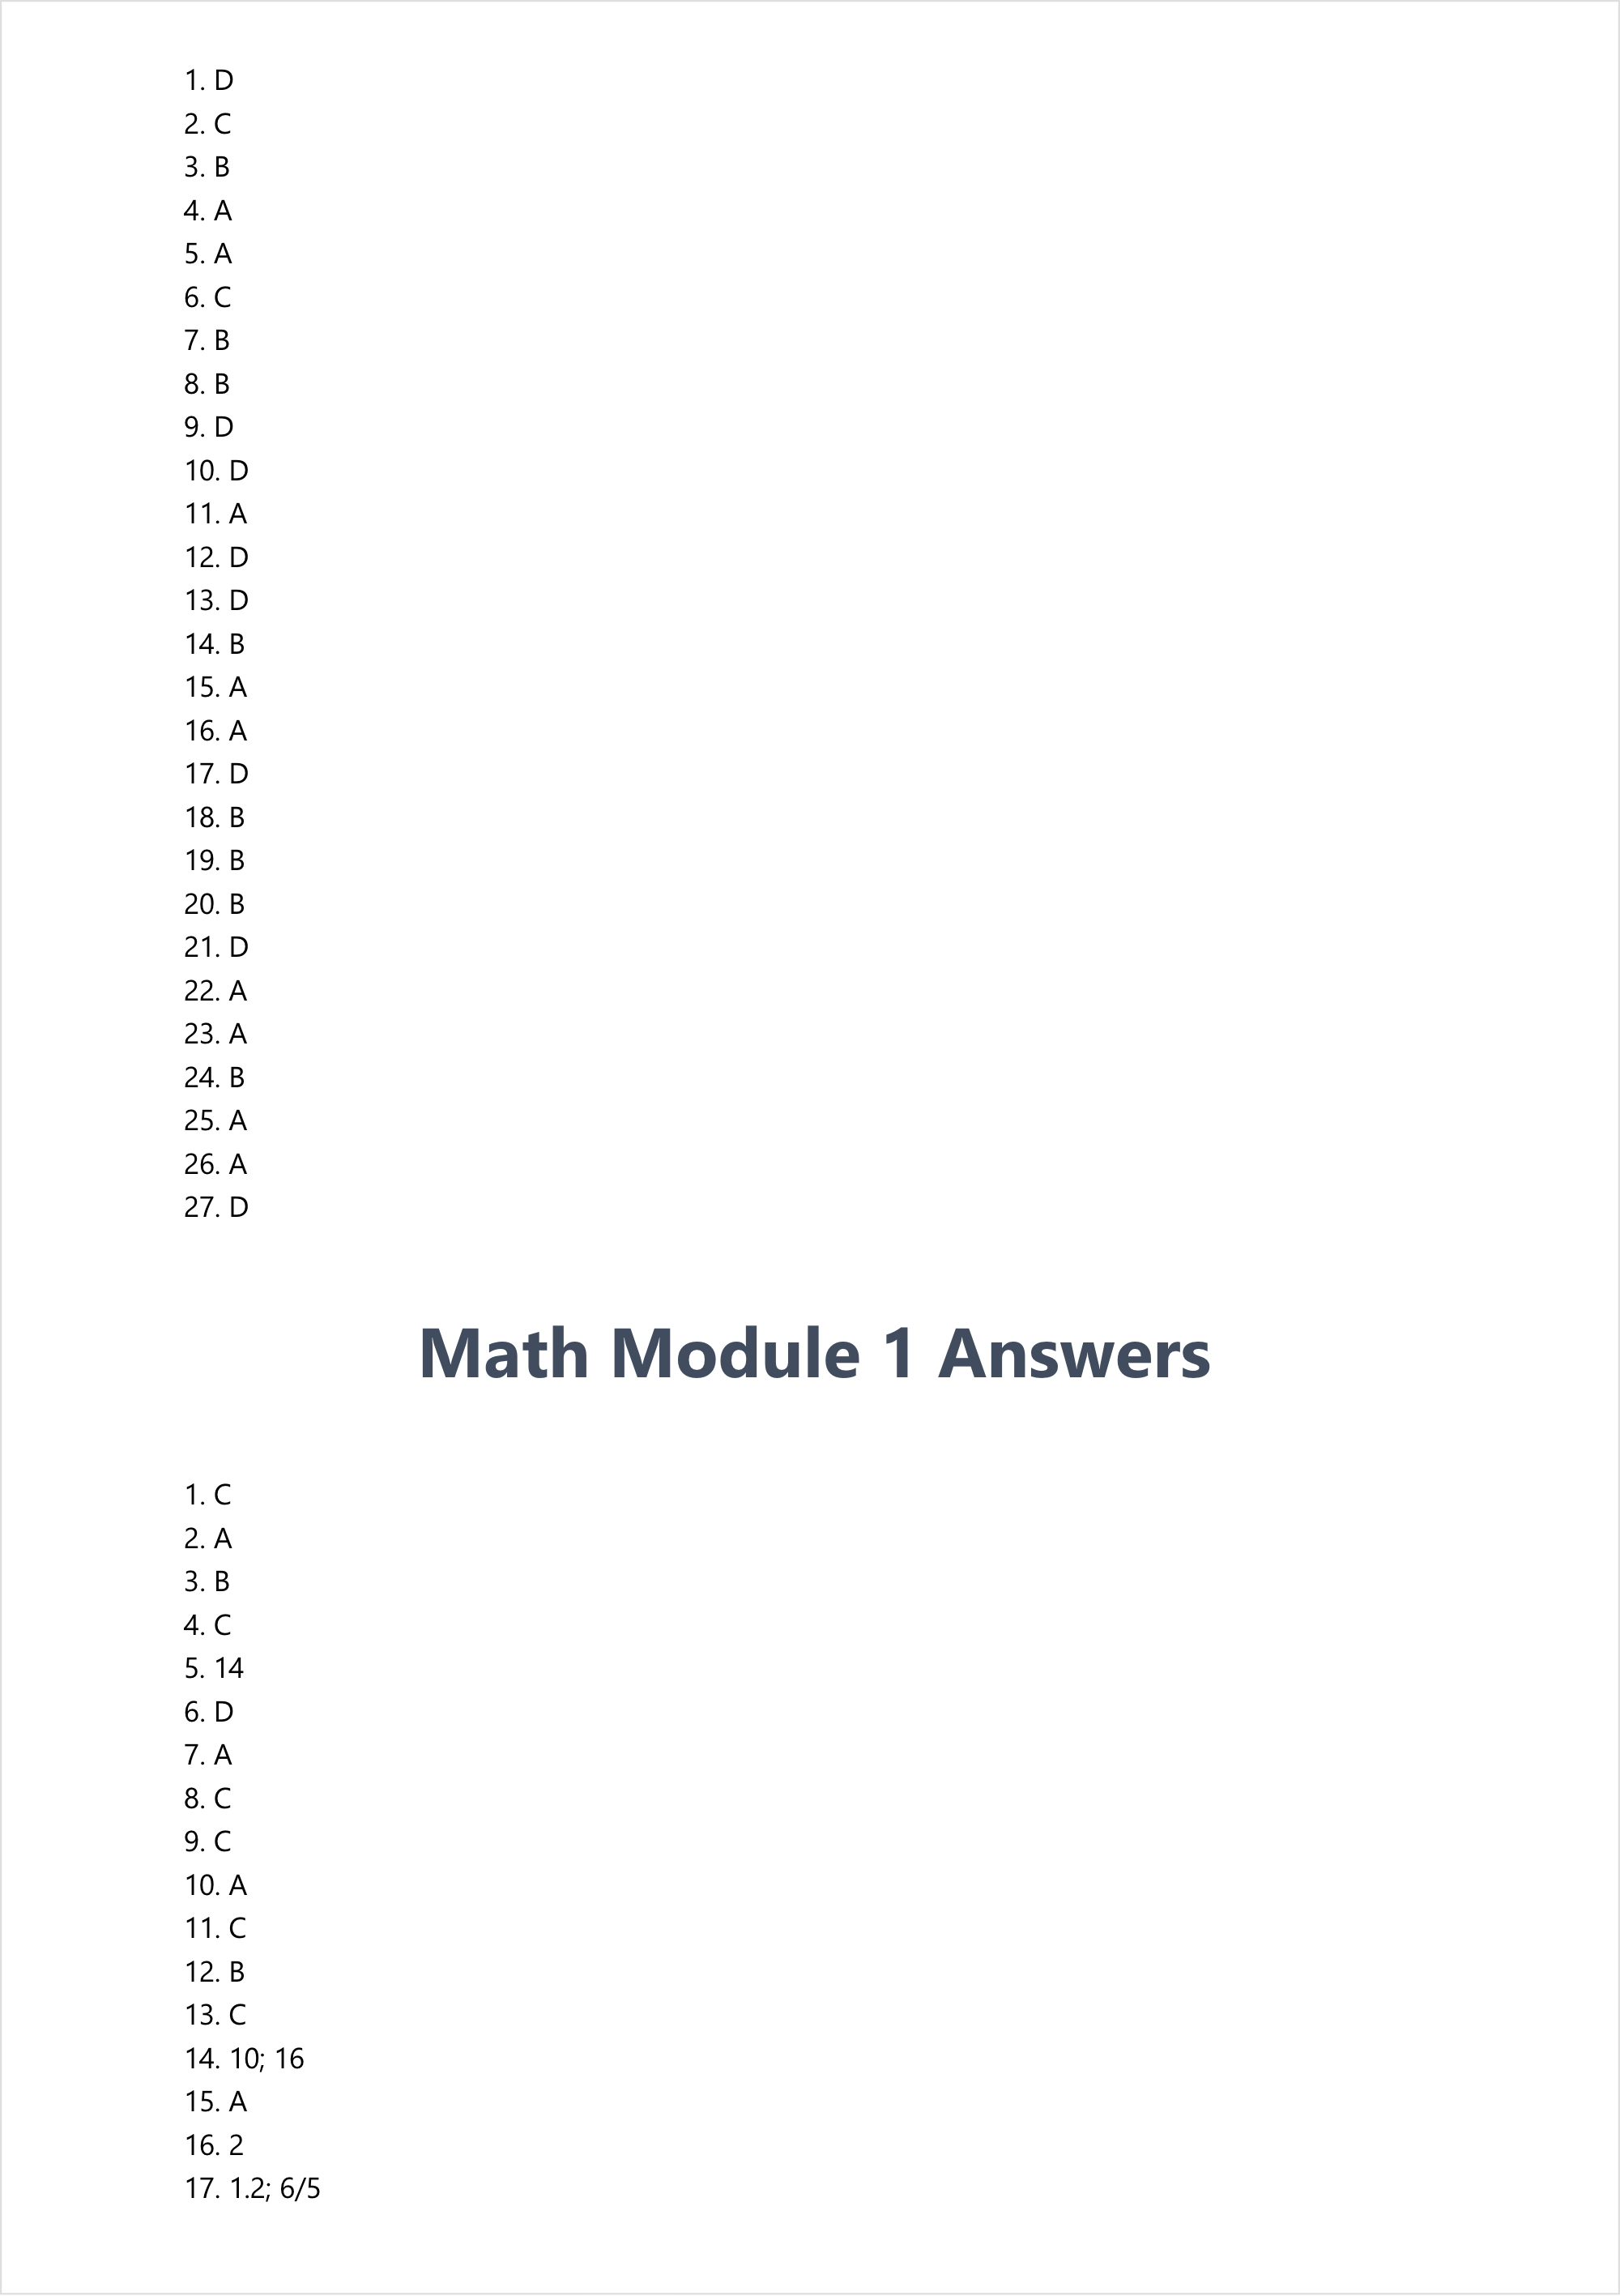 1. D
2. C
3. B
4. A
5. A
6. C
7. B
8. B
9. D
10. D
11. A
12. D
13. D
14. B
15. A
16. A
17. D
18. B
19. B
20. B
21. D
22. A
23. A
24. B
25. A
26. A
27. D
Math Module 1 Answers
1. C
2. A
3. B
4. C
5. 14
6. D
7. A
8. C
9. C
10. A
11. C
12. B
13. C
14. 10; 16
15. A
16. 2
17. 1.2; 6/5